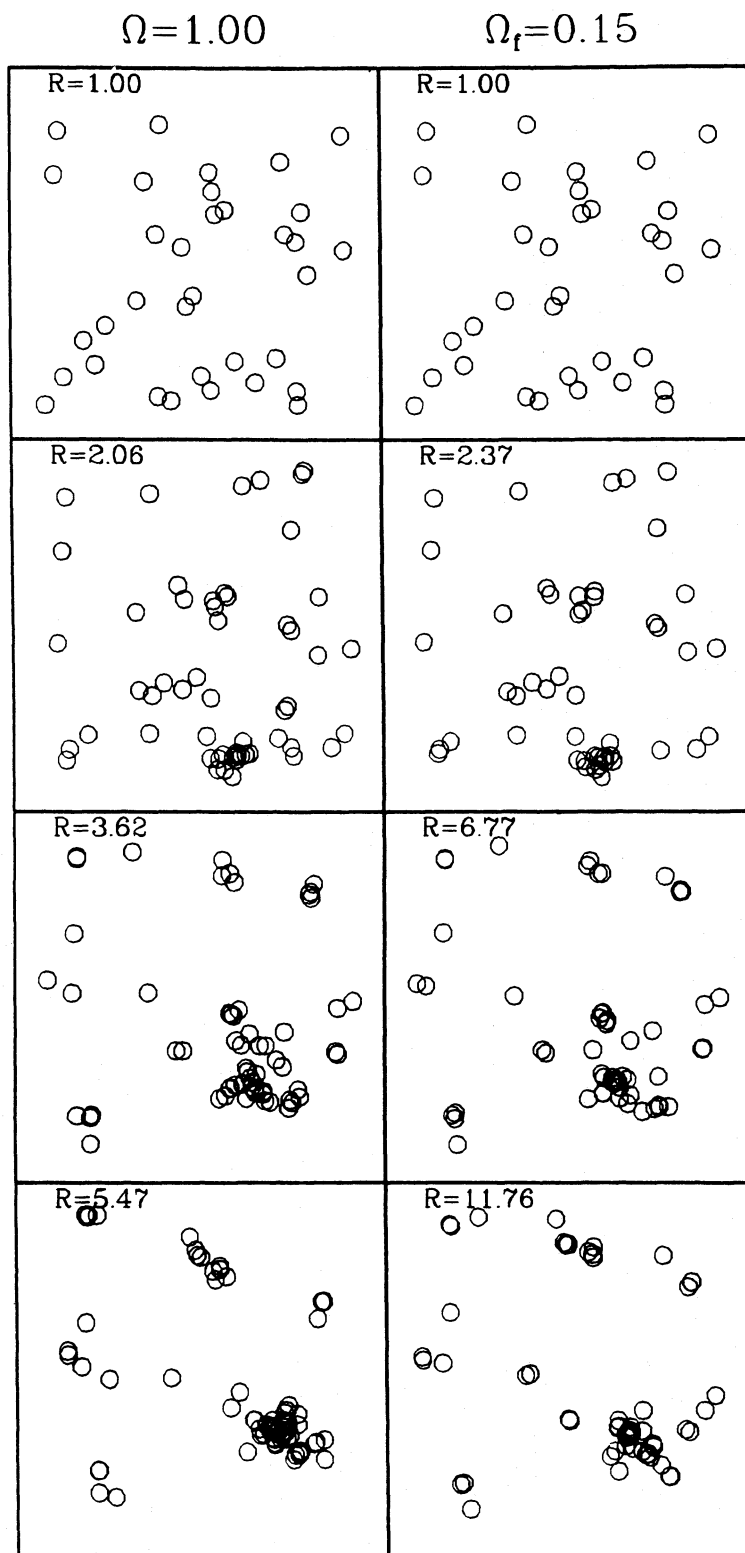 Ω=1.00 Ω_f=0.15
R=1.00 R=1.00
R=2.06 R=2.37
R=3.62 R=6.77
R=5.47 R=11.76